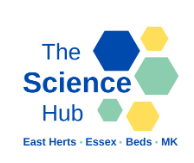 The
Science
Hub
East Herts • Essex • Beds • MK